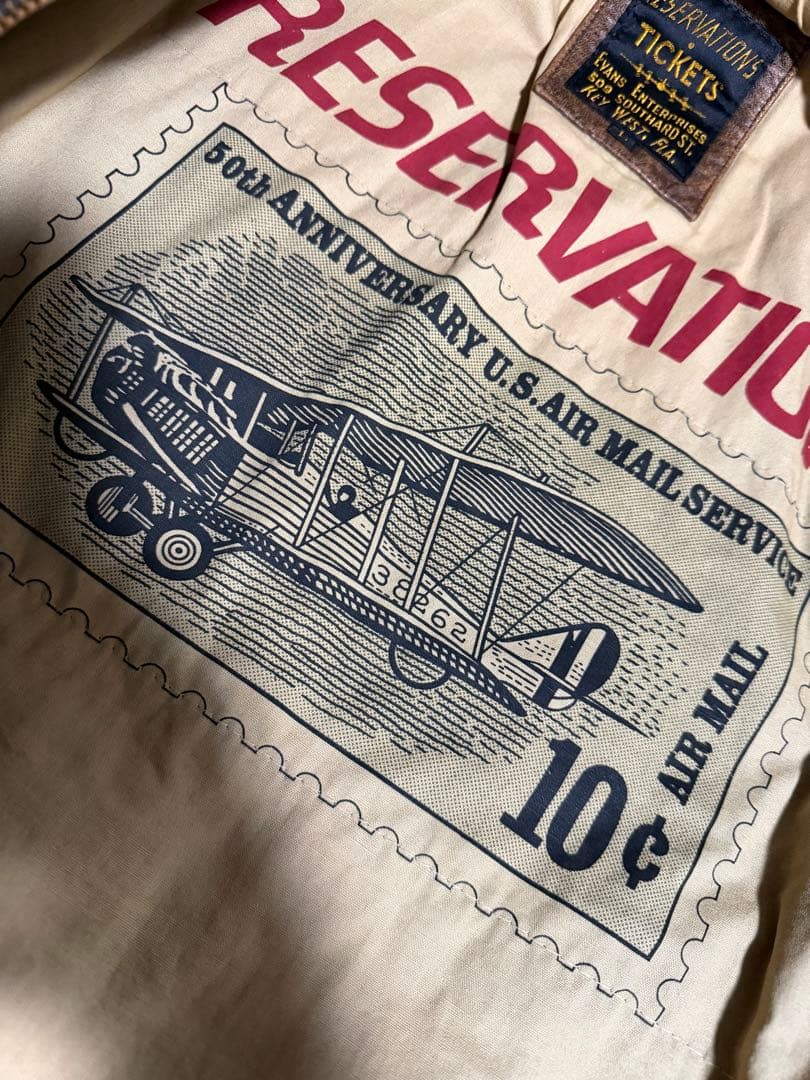 RESERVATIONS
TICKETS
EVANS ENTERPRISES
509 SOUTHARD ST.
KEY WEST, FLA.
L
RESERVATIO
50th ANNIVERSARY U.S. AIR MAIL SERVICE
38262
AIR MAIL
10¢